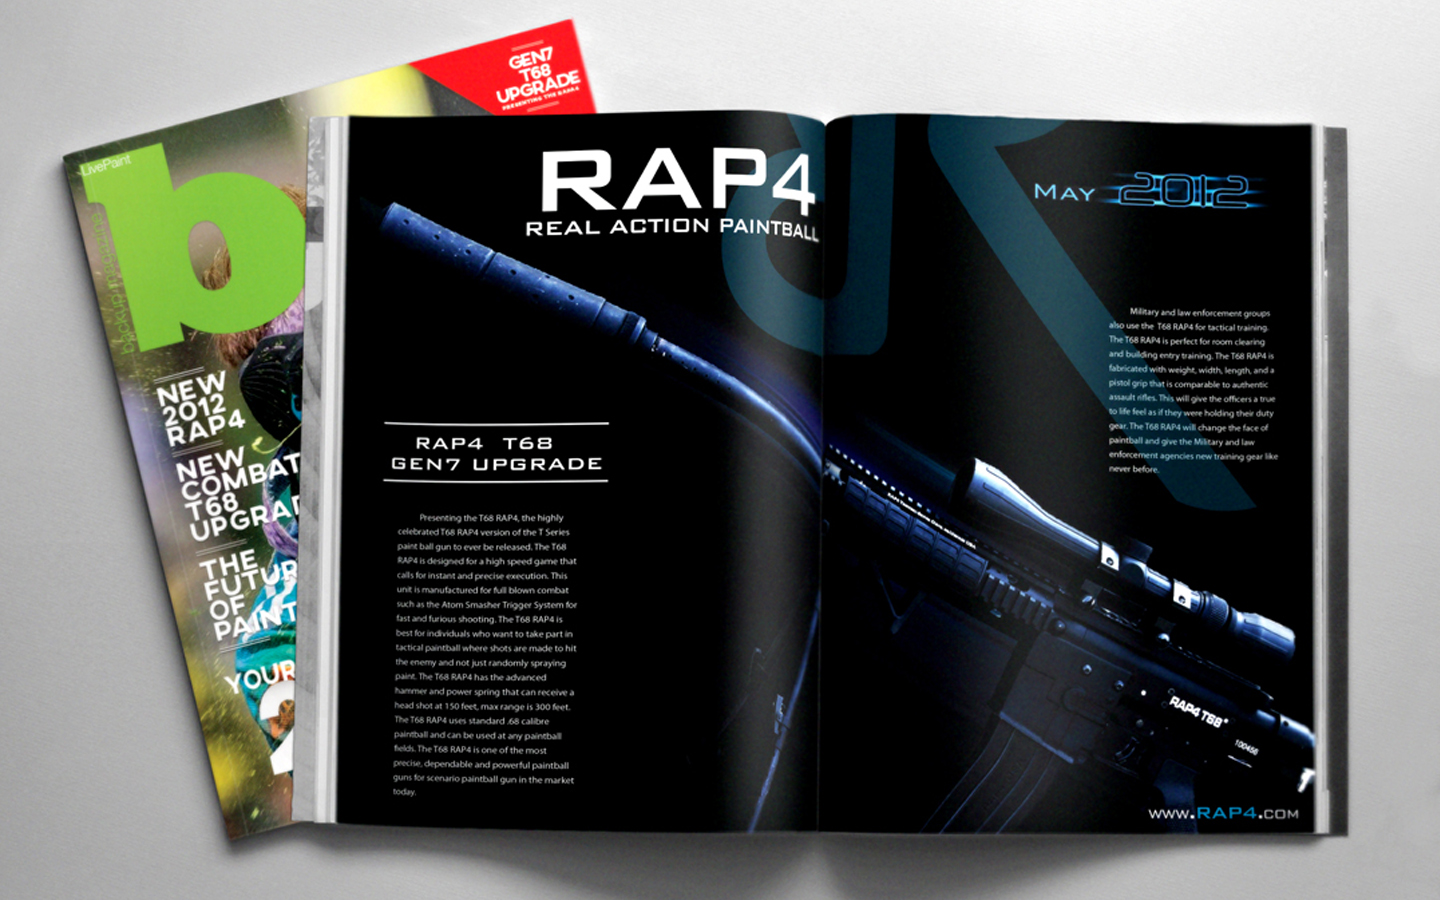 LivePaint
b
backup magazine
GEN7
T68
UPGRADE
PRESENTING THE RAP4
NEW
2012
RAP4
NEW
COMBAT
T68
THE
OF
YOUR
RAP4
REAL ACTION PAINTBALL
RAP4 T68
GEN7 UPGRADE
Presenting the T68 RAP4, the highly
celebrated T68 RAP4 version of the T Series
paint ball gun to ever be released. The T68
RAP4 is designed for a high speed game that
calls for instant and precise execution. This
unit is manufactured for full blown combat
such as the Atom Smasher Trigger System for
fast and furious shooting. The T68 RAP4 is
best for individuals who want to take part in
tactical paintball where shots are made to hit
the enemy and not just randomly spraying
paint. The T68 RAP4 has the advanced
hammer and power spring that can receive a
head shot at 150 feet, max range is 300 feet.
The T68 RAP4 uses standard .68 calibre
paintball and can be used at any paintball
fields. The T68 RAP4 is one of the most
precise, dependable and powerful paintball
guns for scenario paintball gun in the market
today.
MAY 2012
Military and law enforcement groups
also use the T68 RAP4 for tactical training.
The T68 RAP4 is perfect for room clearing
and building entry training. The T68 RAP4 is
fabricated with weight, width, length, and a
pistol grip that is comparable to authentic
assault rifles. This will give the officers a true
to life feel as if they were holding their duty
gear. The T68 RAP4 will change the face of
paintball and give the Military and law
enforcement agencies new training gear like
never before.
RAP4 T68
100456
WWW.RAP4.COM